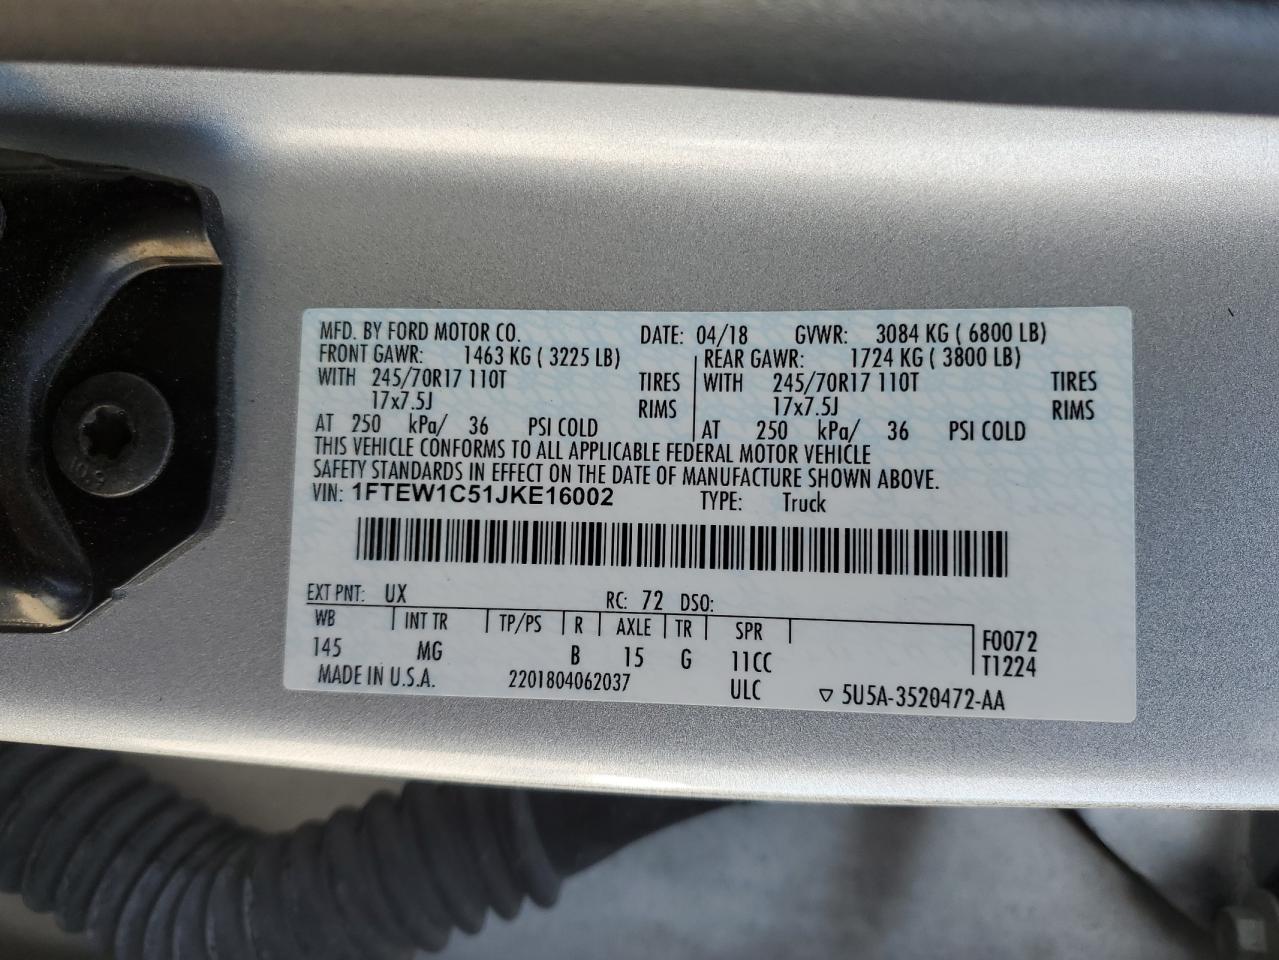 MFD. BY FORD MOTOR CO. DATE: 04/18 GVWR: 3084 KG ( 6800 LB)
FRONT GAWR: 1463 KG ( 3225 LB) REAR GAWR: 1724 KG ( 3800 LB)
WITH 245/70R17 110T TIRES WITH 245/70R17 110T TIRES
17x7.5J RIMS 17x7.5J RIMS
AT 250 kPa/ 36 PSI COLD AT 250 kPa/ 36 PSI COLD
THIS VEHICLE CONFORMS TO ALL APPLICABLE FEDERAL MOTOR VEHICLE
SAFETY STANDARDS IN EFFECT ON THE DATE OF MANUFACTURE SHOWN ABOVE.
VIN: 1FTEW1C51JKE16002 TYPE: Truck
EXT PNT: UX RC: 72 DSO:
WB INT TR TP/PS R AXLE TR SPR F0072
145 MG B 15 G 11CC T1224
MADE IN U.S.A. 2201804062037 ULC ▽ 5U5A-3520472-AA
10.9